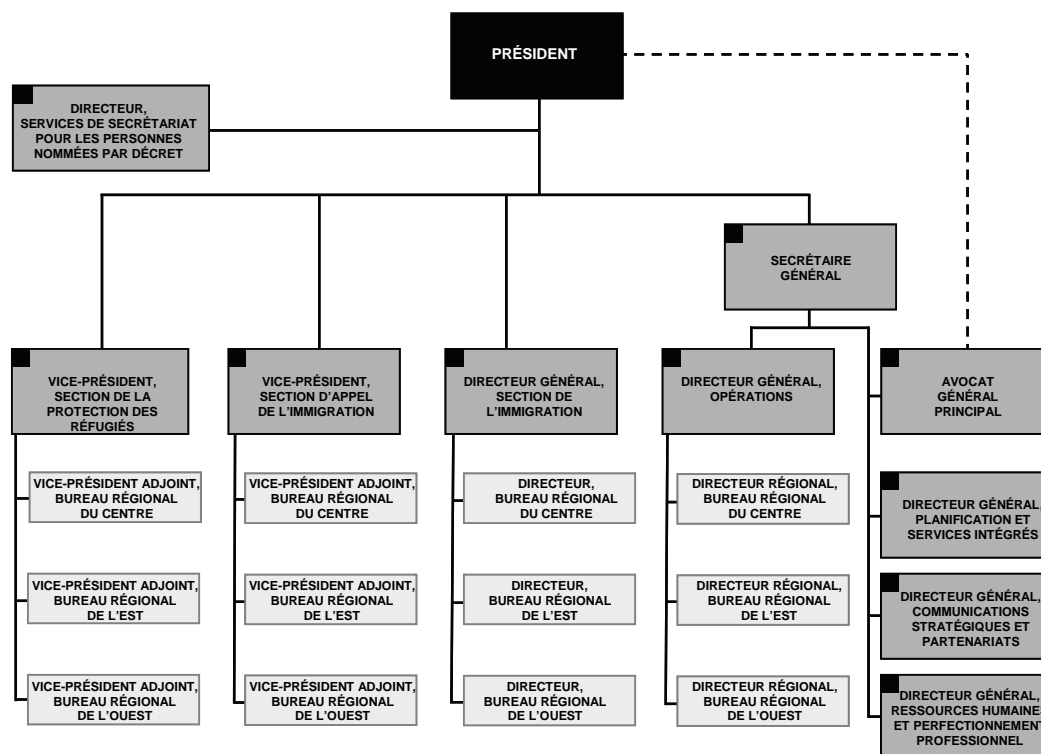 PRÉSIDENT
DIRECTEUR,
SERVICES DE SECRÉTARIAT
POUR LES PERSONNES
NOMMÉES PAR DÉCRET
SECRÉTAIRE
GÉNÉRAL
VICE-PRÉSIDENT,
SECTION DE LA
PROTECTION DES
RÉFUGIÉS
VICE-PRÉSIDENT,
SECTION D’APPEL
DE L’IMMIGRATION
DIRECTEUR GÉNÉRAL,
SECTION DE
L’IMMIGRATION
DIRECTEUR GÉNÉRAL,
OPÉRATIONS
AVOCAT
GÉNÉRAL
PRINCIPAL
VICE-PRÉSIDENT ADJOINT,
BUREAU RÉGIONAL
DU CENTRE
VICE-PRÉSIDENT ADJOINT,
BUREAU RÉGIONAL
DU CENTRE
DIRECTEUR,
BUREAU RÉGIONAL
DU CENTRE
DIRECTEUR RÉGIONAL,
BUREAU RÉGIONAL
DU CENTRE
DIRECTEUR GÉNÉRAL,
PLANIFICATION ET
SERVICES INTÉGRÉS
VICE-PRÉSIDENT ADJOINT,
BUREAU RÉGIONAL
DE L’EST
VICE-PRÉSIDENT ADJOINT,
BUREAU RÉGIONAL
DE L’EST
DIRECTEUR,
BUREAU RÉGIONAL
DE L’EST
DIRECTEUR RÉGIONAL,
BUREAU RÉGIONAL
DE L’EST
DIRECTEUR GÉNÉRAL,
COMMUNICATIONS
STRATÉGIQUES ET
PARTENARIATS
VICE-PRÉSIDENT ADJOINT,
BUREAU RÉGIONAL
DE L’OUEST
VICE-PRÉSIDENT ADJOINT,
BUREAU RÉGIONAL
DE L’OUEST
DIRECTEUR,
BUREAU RÉGIONAL
DE L’OUEST
DIRECTEUR RÉGIONAL,
BUREAU RÉGIONAL
DE L’OUEST
DIRECTEUR GÉNÉRAL,
RESSOURCES HUMAINES
ET PERFECTIONNEMENT
PROFESSIONNEL